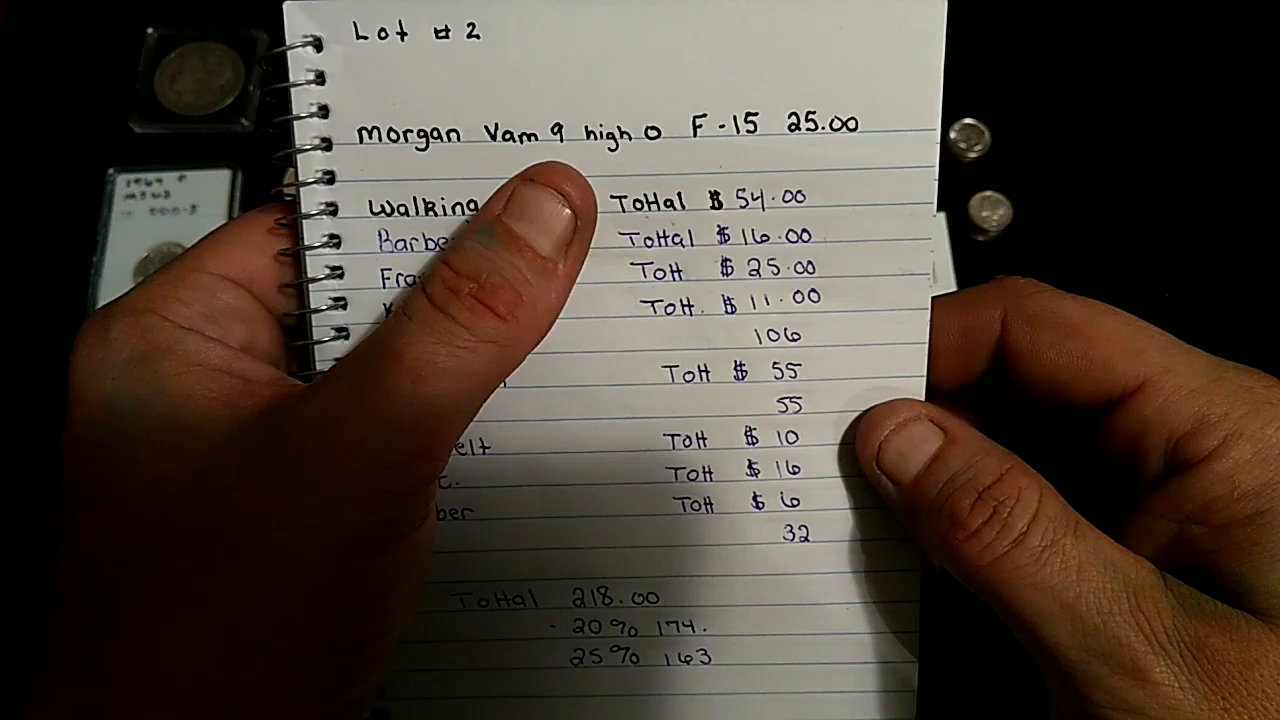 Lot # 2
Morgan Vam 9 high O F-15 25.00
Walking ToHal $ 54.00
Barbe ToHal $ 16.00
Fra ToH $ 25.00
K ToH. $ 11.00
106
ToH $ 55
55
elt ToH $ 10
c. ToH $ 16
ber ToH $ 6
32
ToHal 218.00
- 20% 174.
25% 163
1964 P
MS63